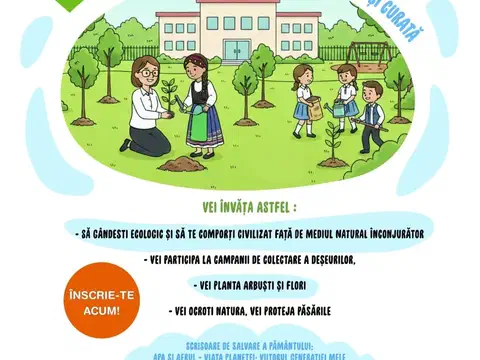 ȘI CURATĂ
VEI ÎNVĂȚA ASTFEL :
- SĂ GÂNDESTI ECOLOGIC ȘI SĂ TE COMPORȚI CIVILIZAT FAȚĂ DE MEDIUL NATURAL ÎNCONJURĂTOR
- VEI PARTICIPA LA CAMPANII DE COLECTARE A DEȘEURILOR,
- VEI PLANTA ARBUȘTI ȘI FLORI
ÎNSCRIE-TE
ACUM!
- VEI OCROTI NATURA, VEI PROTEJA PĂSĂRILE
SCRISOARE DE SALVARE A PĂMÂNTULUI:
APA ȘI AERUL - VIAȚA PLANETEI; VIITORUL GENERAȚIEI MELE